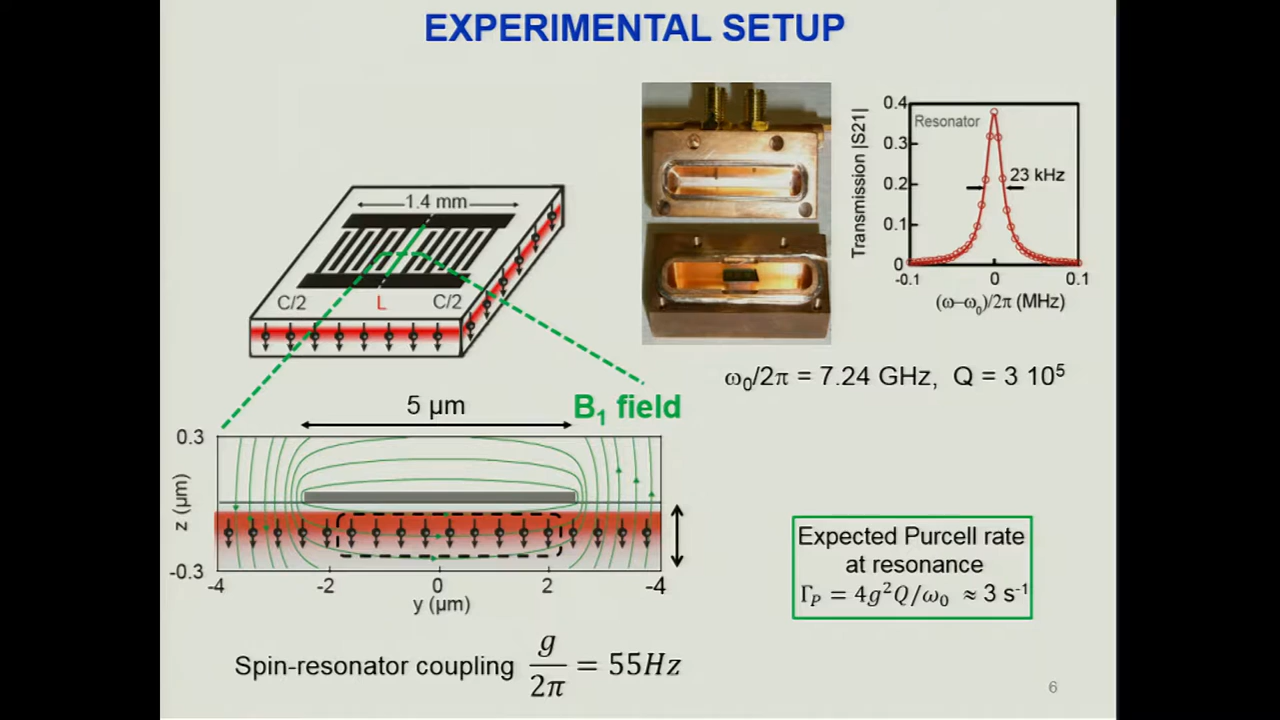 EXPERIMENTAL SETUP
1.4 mm
C/2
L
C/2
Transmission |S21|
0.4
0.3
0.2
0.1
0
Resonator
23 kHz
-0.1
0
0.1
(ω–ω₀)/2π (MHz)
ω₀/2π = 7.24 GHz, Q = 3 10⁵
5 µm
B₁ field
0.3
z (µm)
-0.3
-4
-2
0
2
-4
y (µm)
Expected Purcell rate
at resonance
Γ_P = 4g²Q/ω₀ ≈ 3 s⁻¹
Spin-resonator coupling g/2π = 55Hz
6